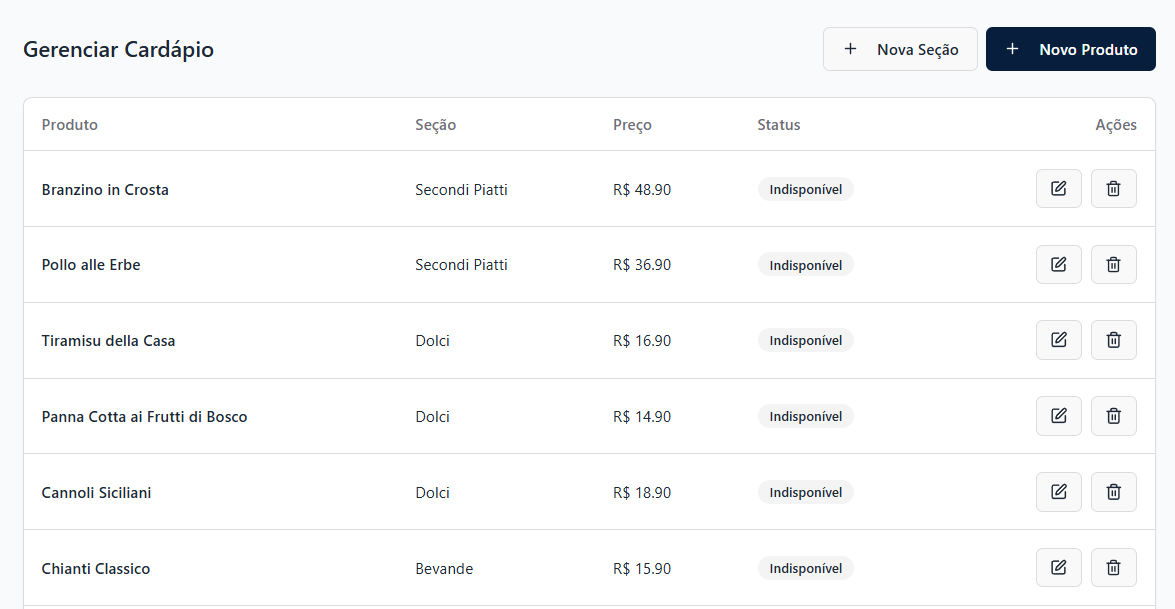 Gerenciar Cardápio
+ Nova Seção
+ Novo Produto
Produto Seção Preço Status Ações
Branzino in Crosta Secondi Piatti R$ 48.90 Indisponível
Pollo alle Erbe Secondi Piatti R$ 36.90 Indisponível
Tiramisu della Casa Dolci R$ 16.90 Indisponível
Panna Cotta ai Frutti di Bosco Dolci R$ 14.90 Indisponível
Cannoli Siciliani Dolci R$ 18.90 Indisponível
Chianti Classico Bevande R$ 15.90 Indisponível